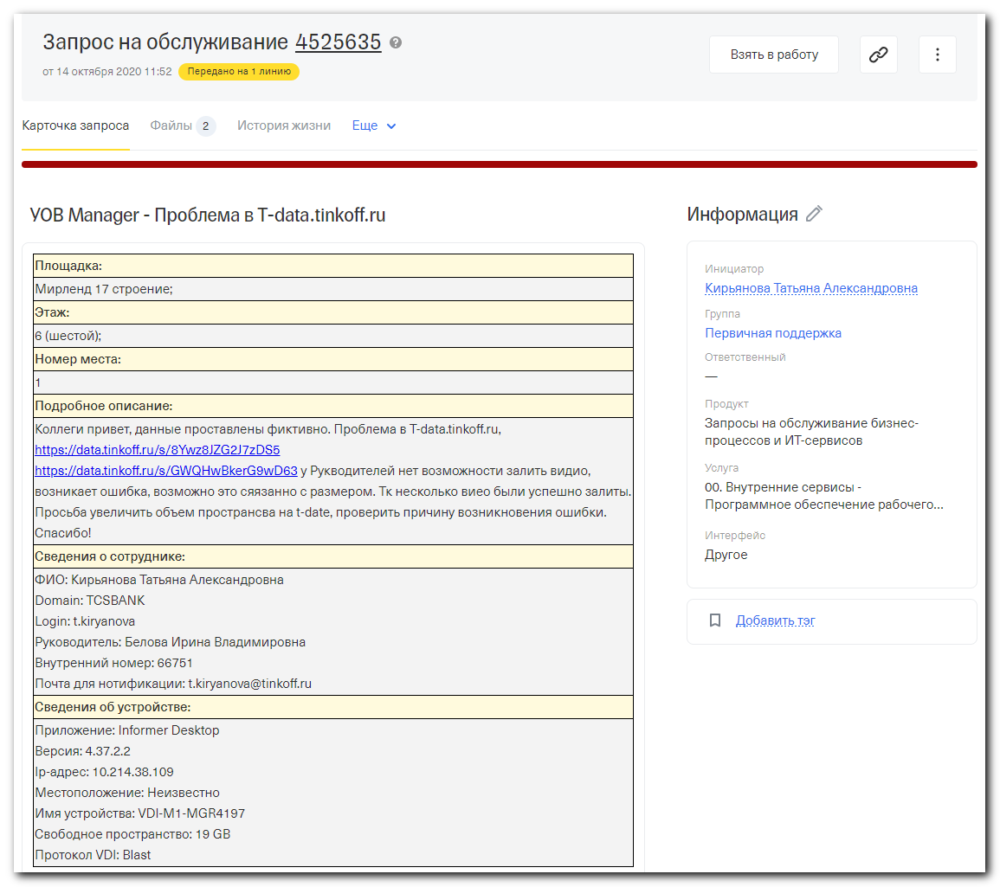 Запрос на обслуживание 4525635 ?
от 14 октября 2020 11:52 Передано на 1 линию
Взять в работу
Карточка запроса Файлы 2 История жизни Еще
УОВ Manager - Проблема в T-data.tinkoff.ru
Площадка:
Мирленд 17 строение;
Этаж:
6 (шестой);
Номер места:
1
Подробное описание:
Коллеги привет, данные проставлены фиктивно. Проблема в T-data.tinkoff.ru,
https://data.tinkoff.ru/s/8Ywz8JZG2J7zDS5
https://data.tinkoff.ru/s/GWQHwBkerG9wD63 у Рукводителей нет возможности залить видио,
возникает ошибка, возможно это сяязанно с размером. Тк несколько виео были успешно залиты.
Просьба увеличить объем пространсва на t-date, проверить причину возникновения ошибки.
Спасибо!
Сведения о сотруднике:
ФИО: Кирьянова Татьяна Александровна
Domain: TCSBANK
Login: t.kiryanova
Руководитель: Белова Ирина Владимировна
Внутренний номер: 66751
Почта для нотификации: t.kiryanova@tinkoff.ru
Сведения об устройстве:
Приложение: Informer Desktop
Версия: 4.37.2.2
Ip-адрес: 10.214.38.109
Местоположение: Неизвестно
Имя устройства: VDI-M1-MGR4197
Свободное пространство: 19 GB
Протокол VDI: Blast
Информация
Инициатор
Кирьянова Татьяна Александровна
Группа
Первичная поддержка
Ответственный
—
Продукт
Запросы на обслуживание бизнес-
процессов и ИТ-сервисов
Услуга
00. Внутренние сервисы -
Программное обеспечение рабочего...
Интерфейс
Другое
Добавить тэг